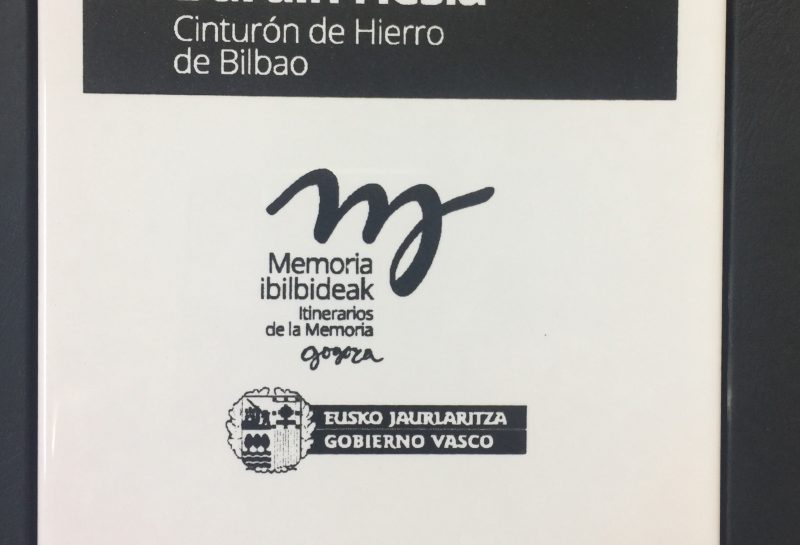 Cinturón de Hierro
de Bilbao
Memoria
ibilbideak
Itinerarios
de la Memoria
gogora
EUSKO JAURLARITZA
GOBIERNO VASCO